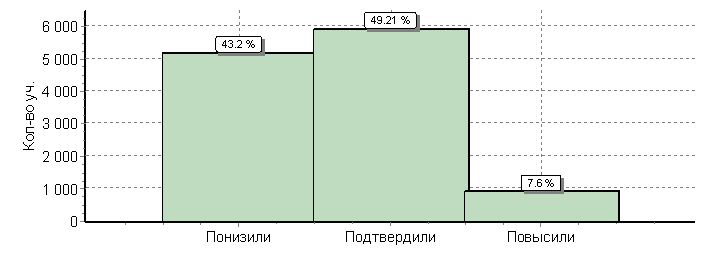 Кол-во уч.
6 000
5 000
4 000
3 000
2 000
1 000
0
43.2 %
49.21 %
7.6 %
Понизили
Подтвердили
Повысили